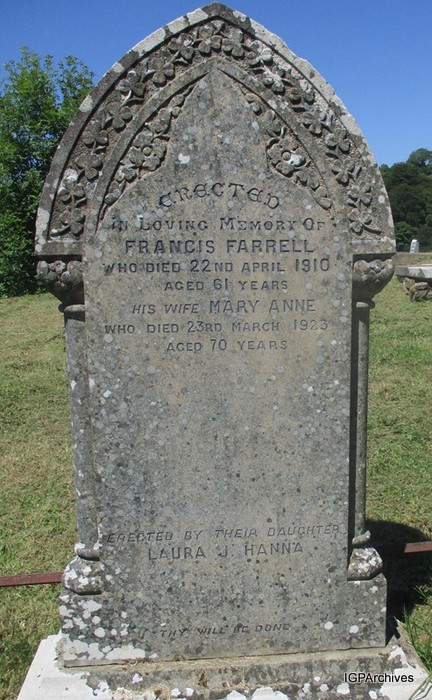 ERECTED
IN LOVING MEMORY OF
FRANCIS FARRELL
WHO DIED 22ND APRIL 1910
AGED 61 YEARS
HIS WIFE MARY ANNE
WHO DIED 23RD MARCH 1923
AGED 70 YEARS
ERECTED BY THEIR DAUGHTER
LAURA J. HANNA
THY WILL BE DONE
IGPArchives